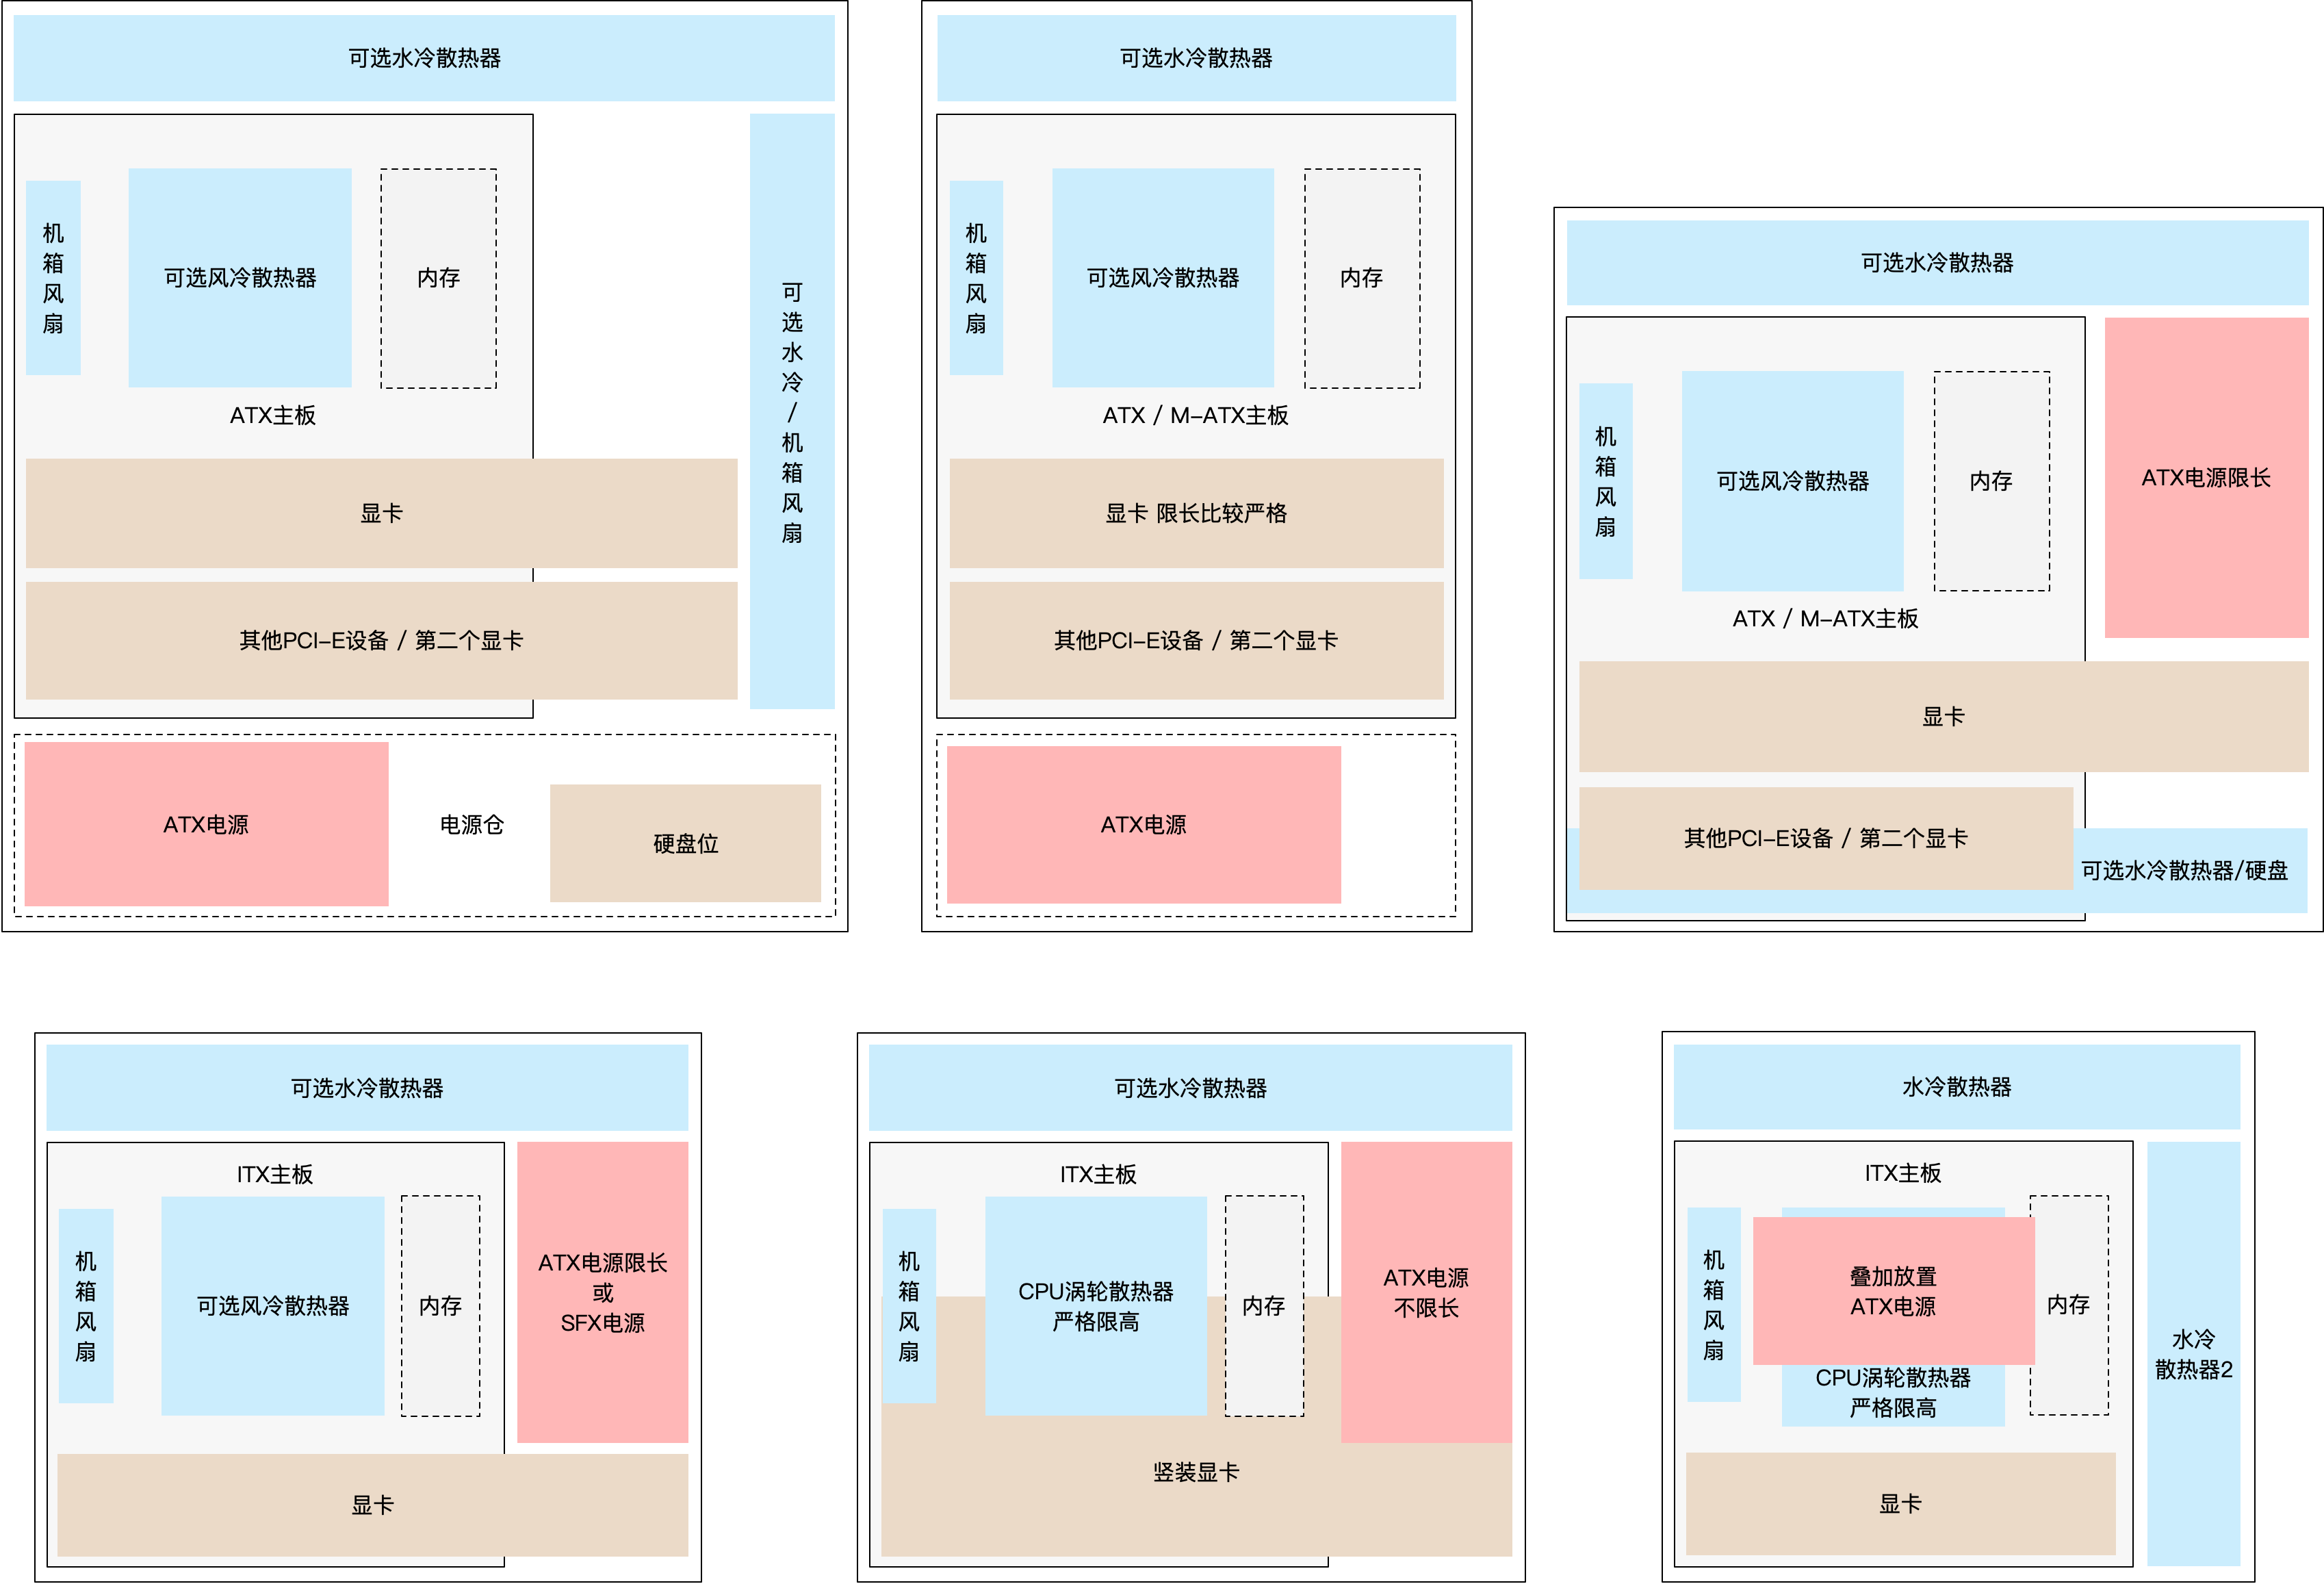 可选水冷散热器
机
箱
风
扇
可选风冷散热器
内存
ATX主板
可
选
水
冷
/
机
箱
风
扇
显卡
其他PCI-E设备 / 第二个显卡
ATX电源
电源仓
硬盘位
可选水冷散热器
机
箱
风
扇
可选风冷散热器
内存
ATX / M-ATX主板
显卡 限长比较严格
其他PCI-E设备 / 第二个显卡
ATX电源
可选水冷散热器
机
箱
风
扇
可选风冷散热器
内存
ATX电源限长
ATX / M-ATX主板
显卡
其他PCI-E设备 / 第二个显卡
可选水冷散热器/硬盘
可选水冷散热器
ITX主板
机
箱
风
扇
可选风冷散热器
内存
ATX电源限长
或
SFX电源
显卡
可选水冷散热器
ITX主板
机
箱
风
扇
CPU涡轮散热器
严格限高
内存
ATX电源
不限长
竖装显卡
水冷散热器
ITX主板
机
箱
风
扇
叠加放置
ATX电源
内存
CPU涡轮散热器
严格限高
水冷
散热器2
显卡